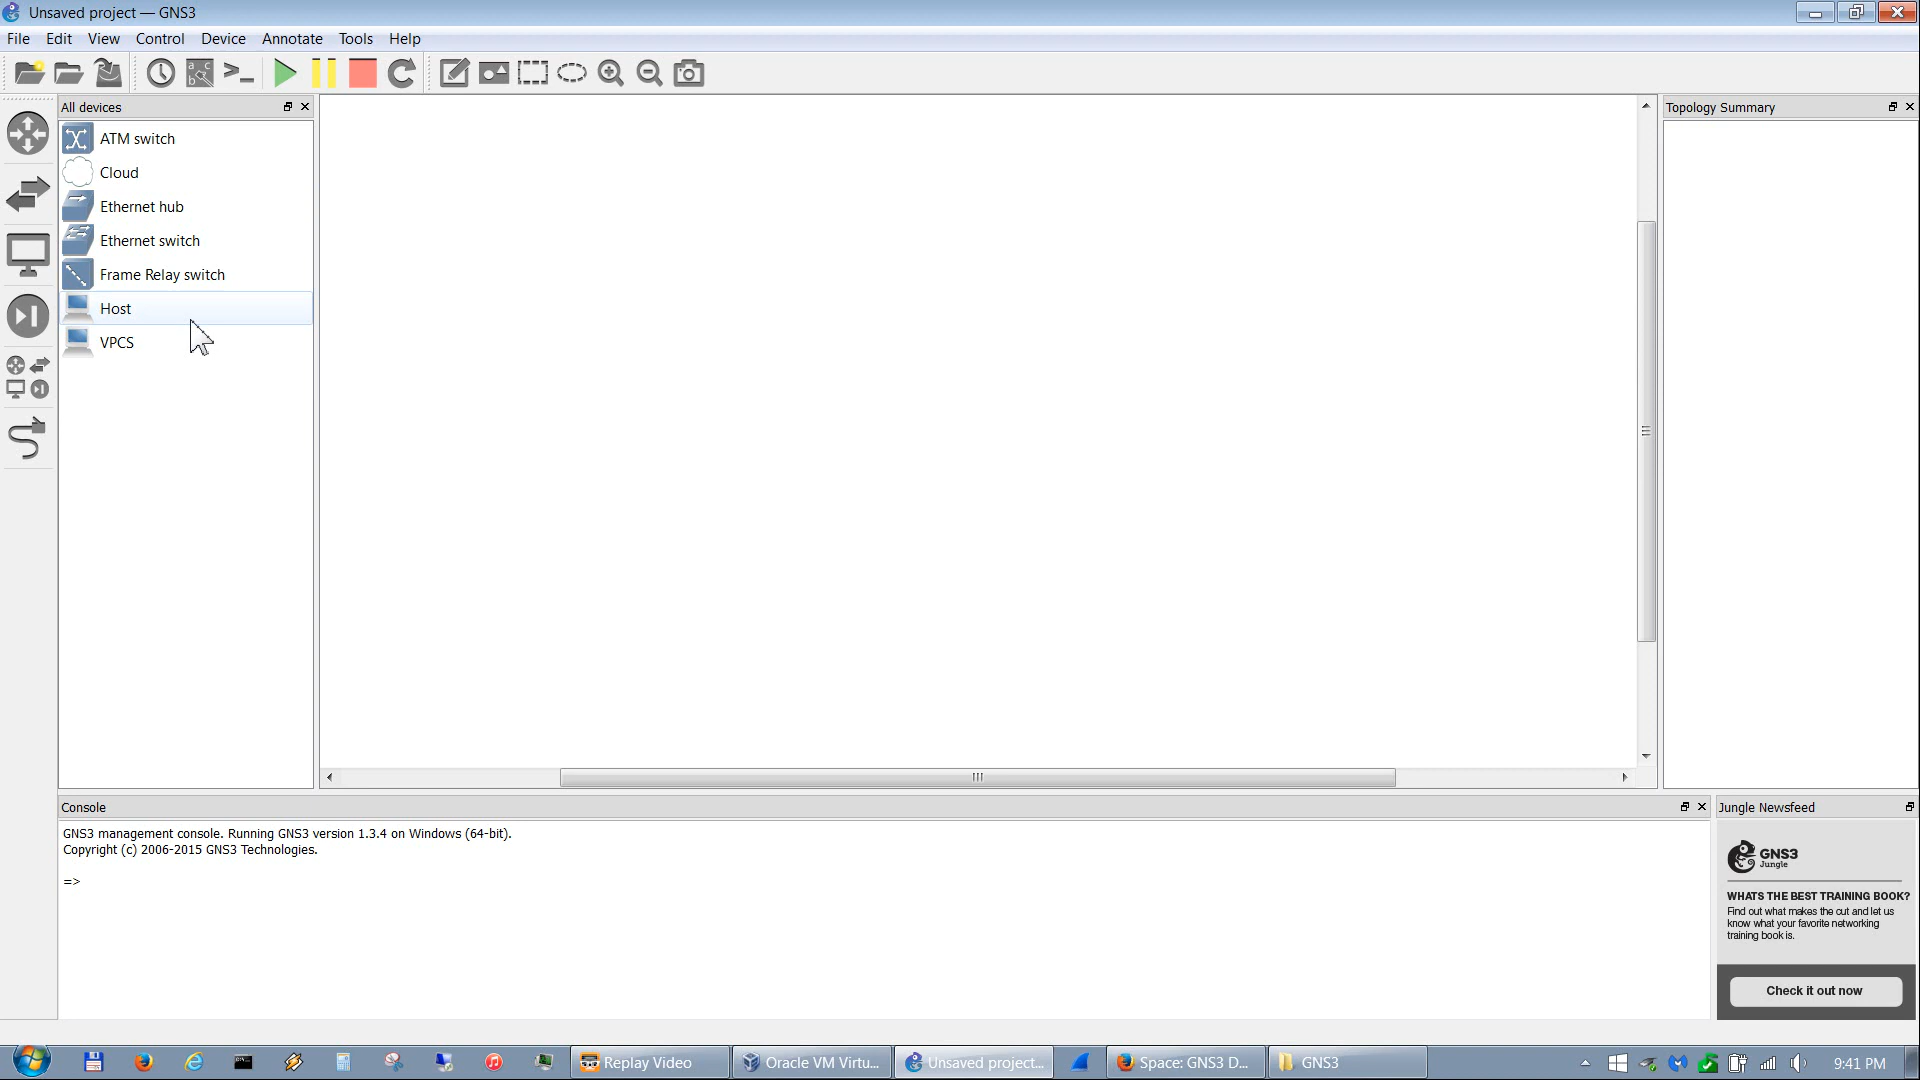 Unsaved project — GNS3
File Edit View Control Device Annotate Tools Help
All devices
ATM switch
Cloud
Ethernet hub
Ethernet switch
Frame Relay switch
Host
VPCS
Topology Summary
Console
GNS3 management console. Running GNS3 version 1.3.4 on Windows (64-bit).
Copyright (c) 2006-2015 GNS3 Technologies.
=>
Jungle Newsfeed
GNS3
Jungle
WHATS THE BEST TRAINING BOOK?
Find out what makes the cut and let us
know what your favorite networking
training book is.
Check it out now
Replay Video
Oracle VM Virtu...
Unsaved project...
Space: GNS3 D...
GNS3
9:41 PM